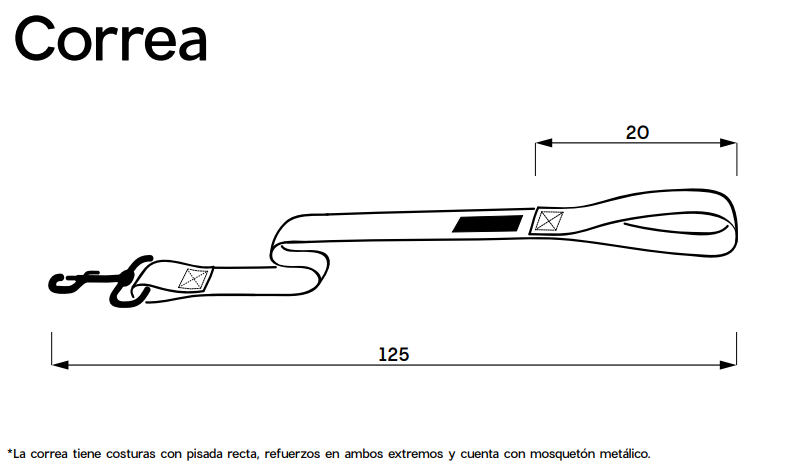 Correa
20
125
*La correa tiene costuras con pisada recta, refuerzos en ambos extremos y cuenta con mosquetón metálico.